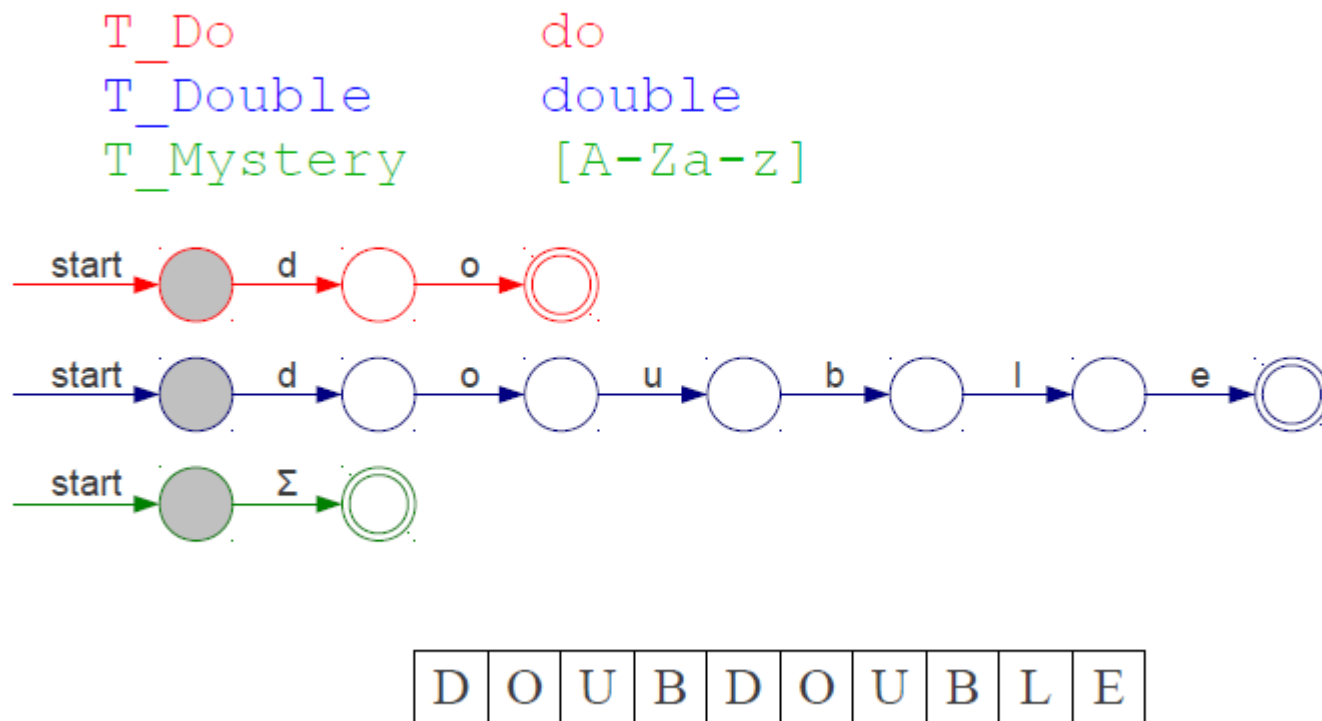 T_Do do
T_Double double
T_Mystery [A-Za-z]
start d o
start d o u b l e
start Σ
D O U B D O U B L E